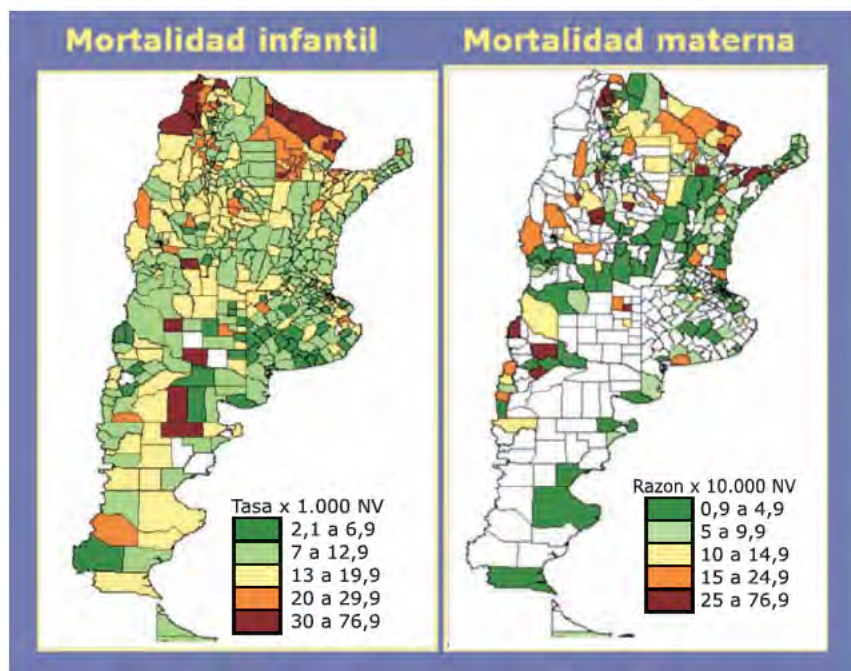 Mortalidad infantil
Tasa x 1.000 NV
2,1 a 6,9
7 a 12,9
13 a 19,9
20 a 29,9
30 a 76,9
Mortalidad materna
Razon x 10.000 NV
0,9 a 4,9
5 a 9,9
10 a 14,9
15 a 24,9
25 a 76,9